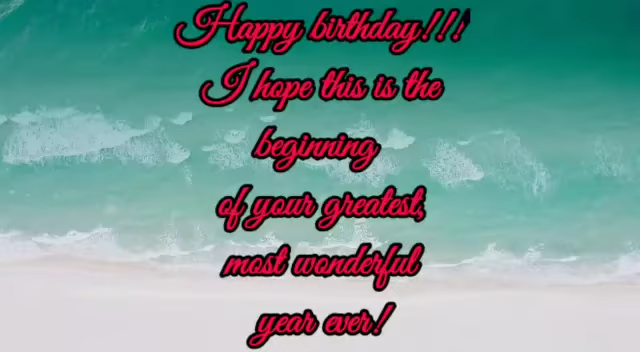 Happy birthday!!!
I hope this is the
beginning
of your greatest,
most wonderful
year ever!